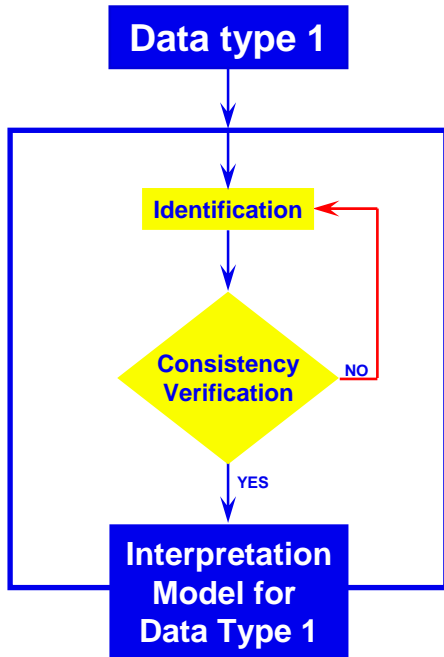 Data type 1
Identification
Consistency
Verification
NO
YES
Interpretation
Model for
Data Type 1